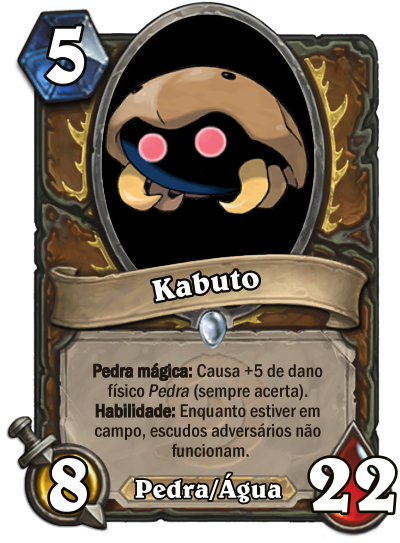 5
Kabuto
Pedra mágica: Causa +5 de dano
físico Pedra (sempre acerta).
Habilidade: Enquanto estiver em
campo, escudos adversários não
funcionam.
8
Pedra/Água
22